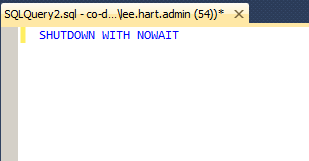 SQLQuery2.sql - co-d...\lee.hart.admin (54))*
SHUTDOWN WITH NOWAIT